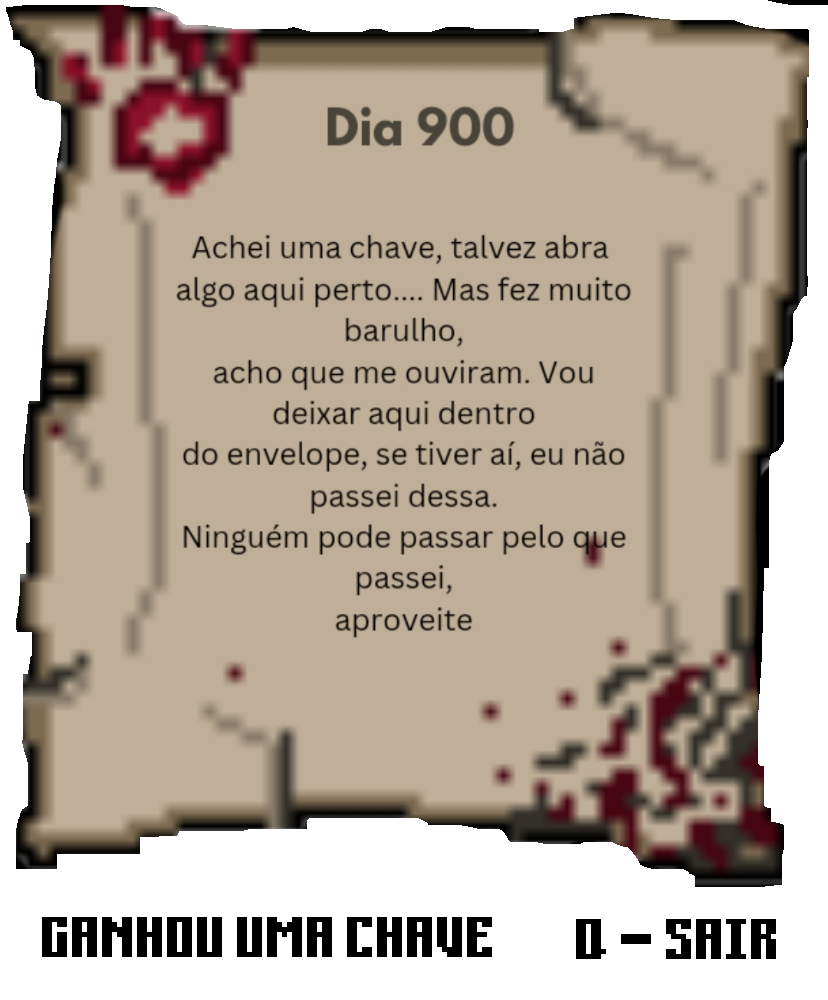 Dia 900
Achei uma chave, talvez abra
algo aqui perto.... Mas fez muito
barulho,
acho que me ouviram. Vou
deixar aqui dentro
do envelope, se tiver aí, eu não
passei dessa.
Ninguém pode passar pelo que
passei,
aproveite
GANHOU UMA CHAVE
Q - SAIR